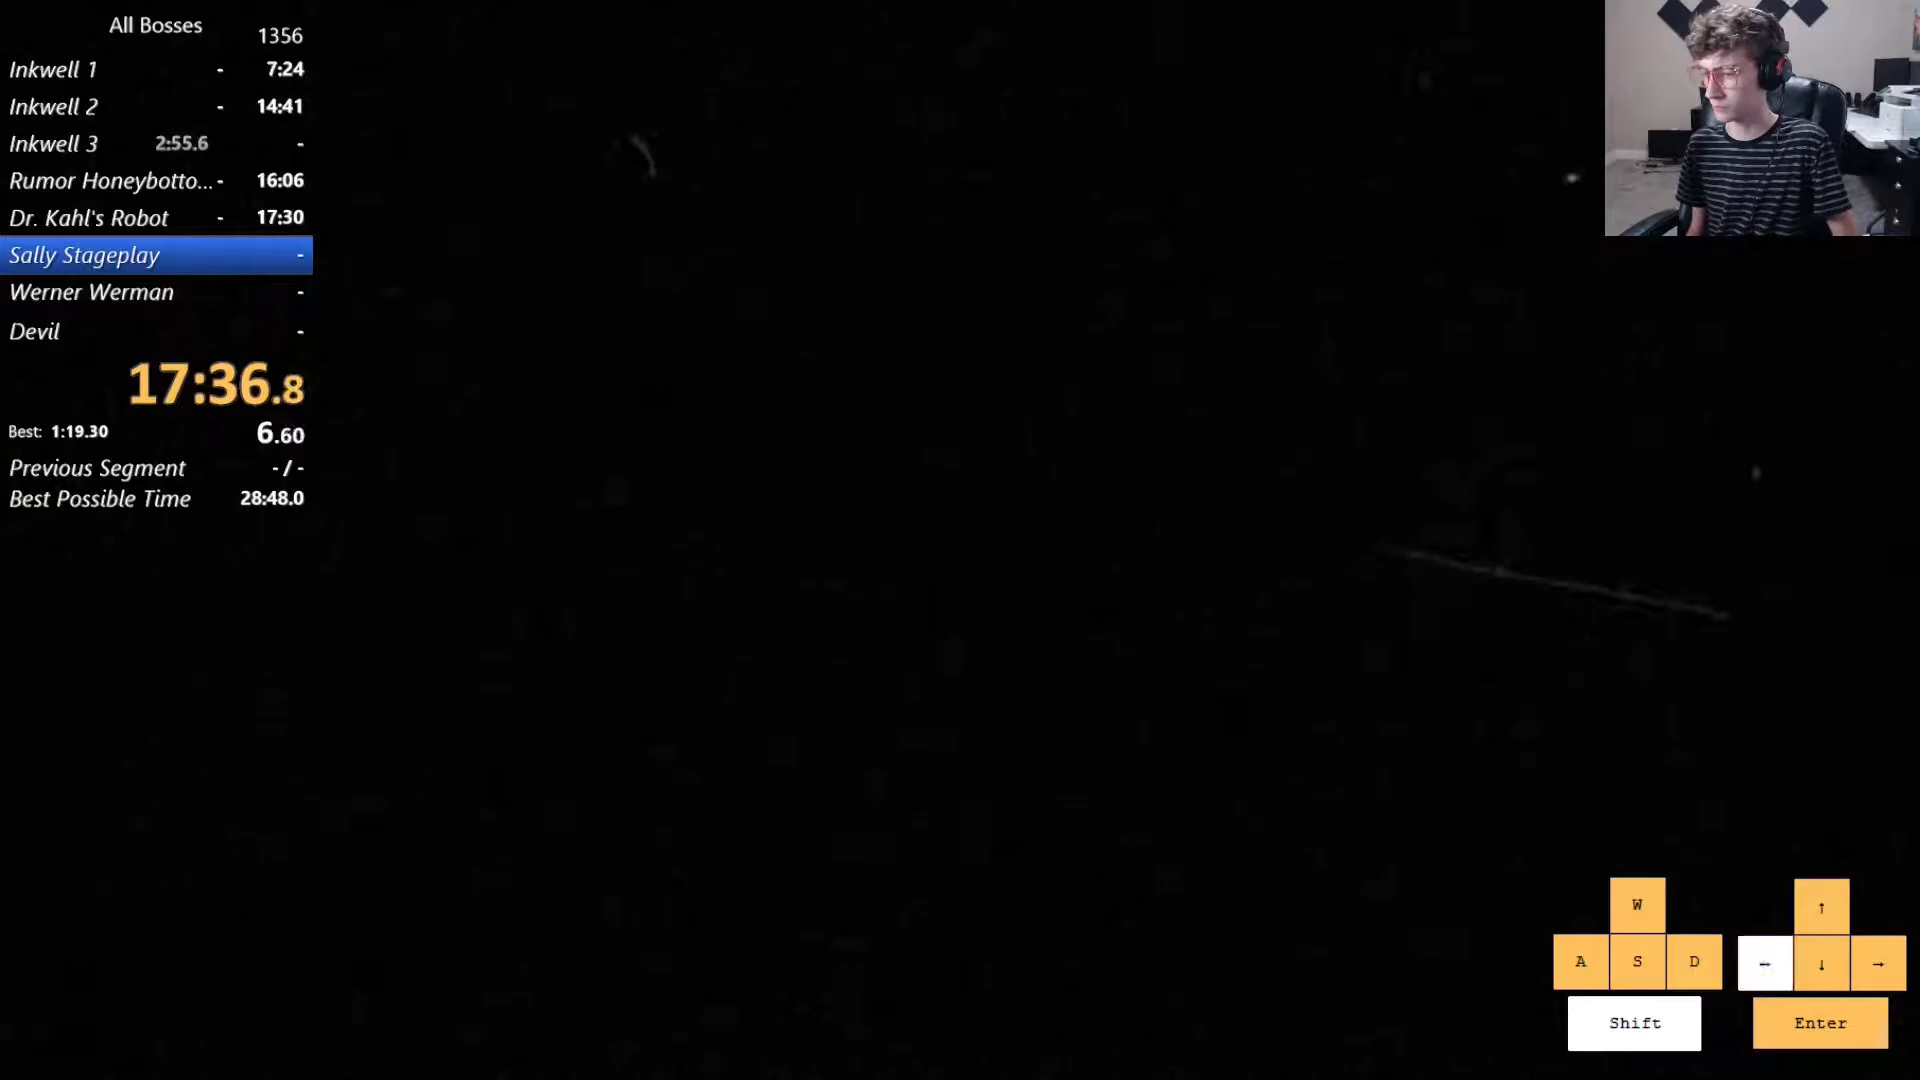 All Bosses
1356
Inkwell 1 - 7:24
Inkwell 2 - 14:41
Inkwell 3 2:55.6 -
Rumor Honeybotto... - 16:06
Dr. Kahl's Robot - 17:30
Sally Stageplay -
Werner Werman -
Devil -
17:36.8
Best: 1:19.30 6.60
Previous Segment - / -
Best Possible Time 28:48.0
W ↑
A S D ← ↓ →
Shift Enter